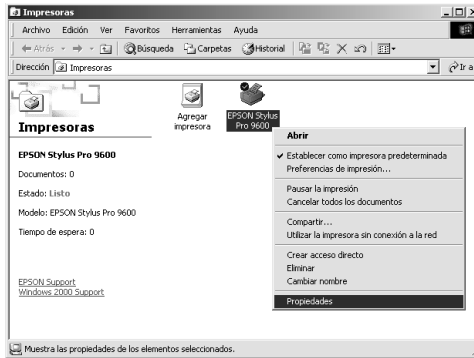 Impresoras
Archivo Edición Ver Favoritos Herramientas Ayuda
Atrás Búsqueda Carpetas Historial
Dirección Impresoras Ir a
Impresoras
EPSON Stylus Pro 9600
Documentos: 0
Estado: Listo
Modelo: EPSON Stylus Pro 9600
Tiempo de espera: 0
EPSON Support
Windows 2000 Support
Agregar
impresora
EPSON Stylus
Pro 9600
Abrir
Establecer como impresora predeterminada
Preferencias de impresión...
Pausar la impresión
Cancelar todos los documentos
Compartir...
Utilizar la impresora sin conexión a la red
Crear acceso directo
Eliminar
Cambiar nombre
Propiedades
Muestra las propiedades de los elementos seleccionados.